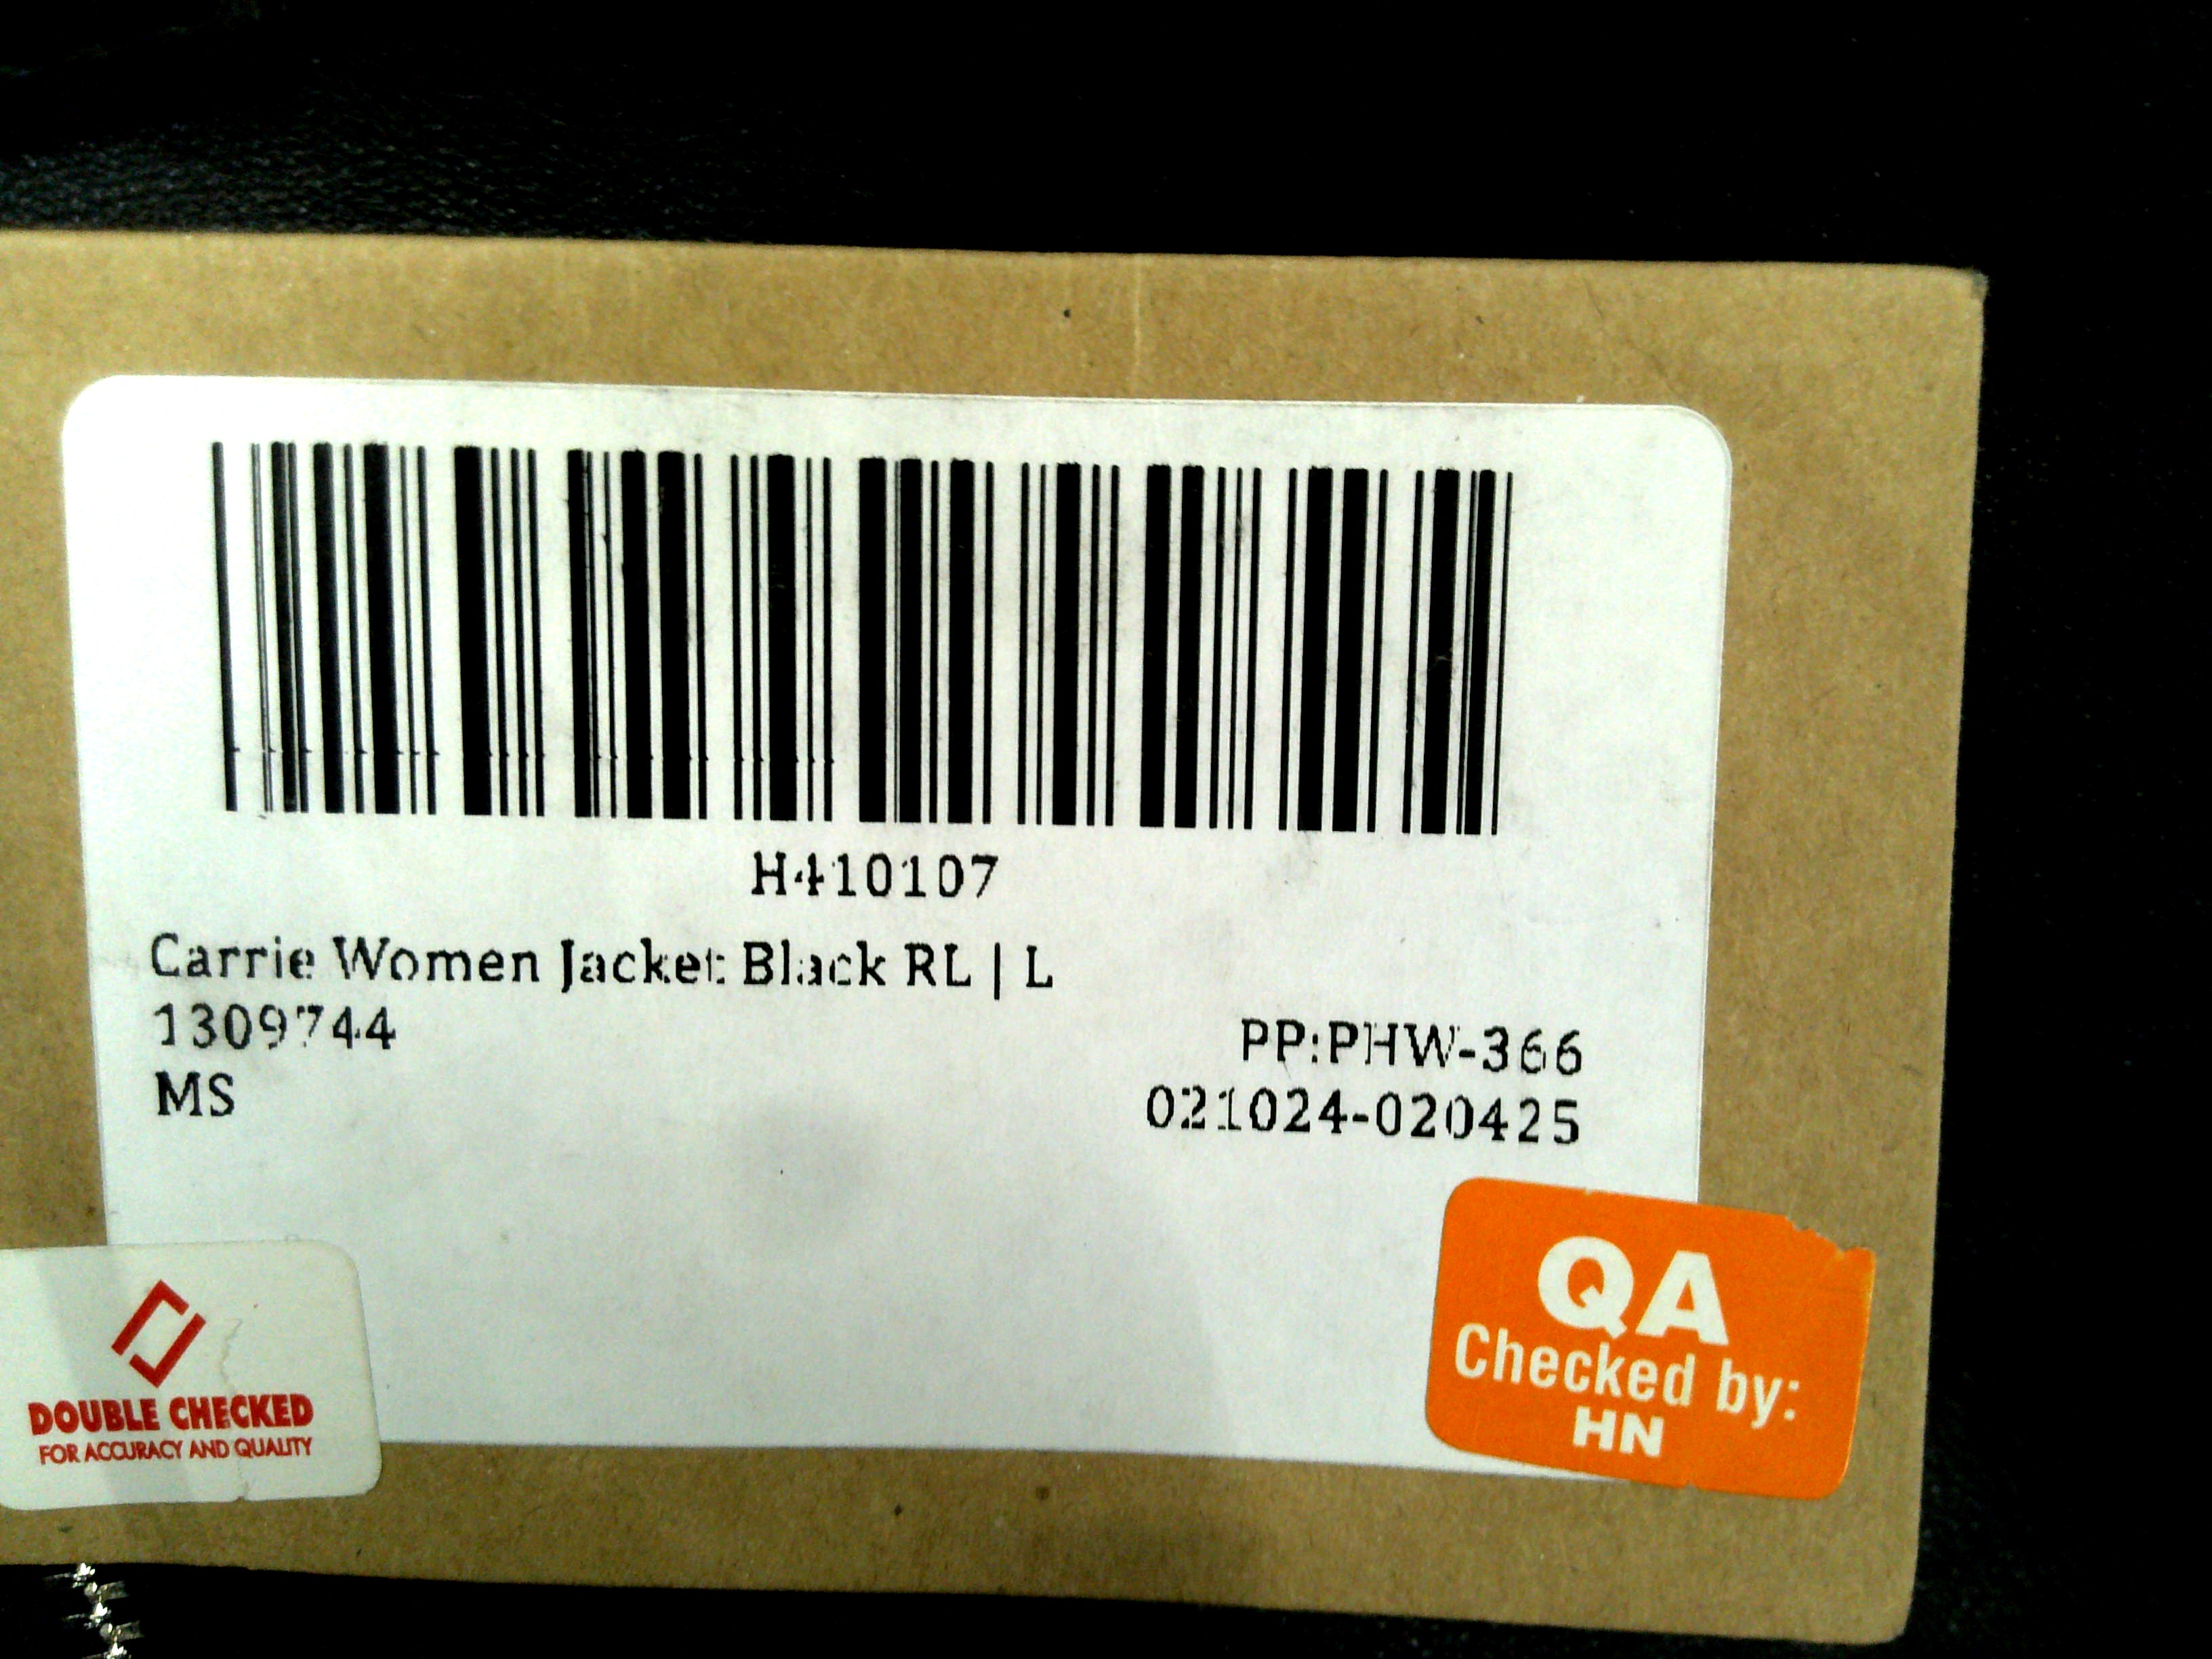 H410107
Carrie Women Jacket Black RL | L
1309744
PP:PHW-366
MS
021024-020425
QA
Checked by:
HN
DOUBLE CHECKED
FOR ACCURACY AND QUALITY